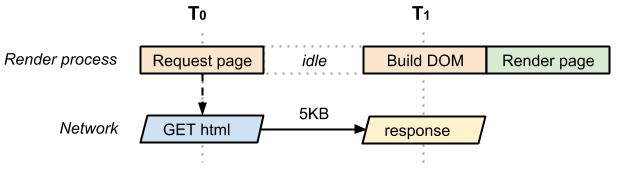 T0 T1
Render process Request page idle Build DOM Render page
5KB
Network GET html response